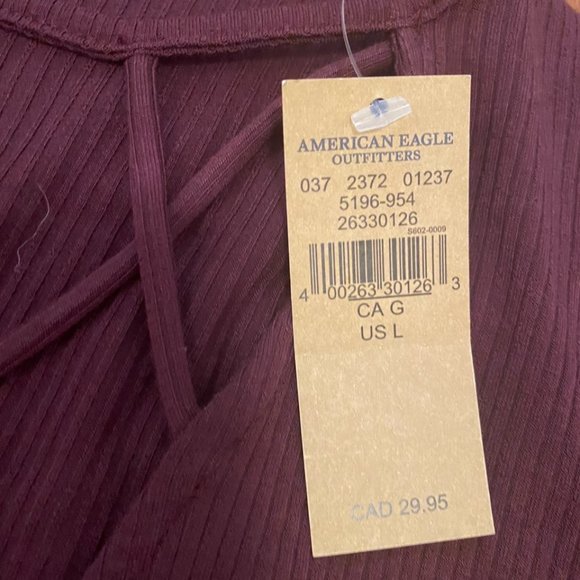 AMERICAN EAGLE
OUTFITTERS
037 2372 01237
5196-954
26330126
S602-0009
4 00263 30126 3
CA G
US L
CAD 29.95